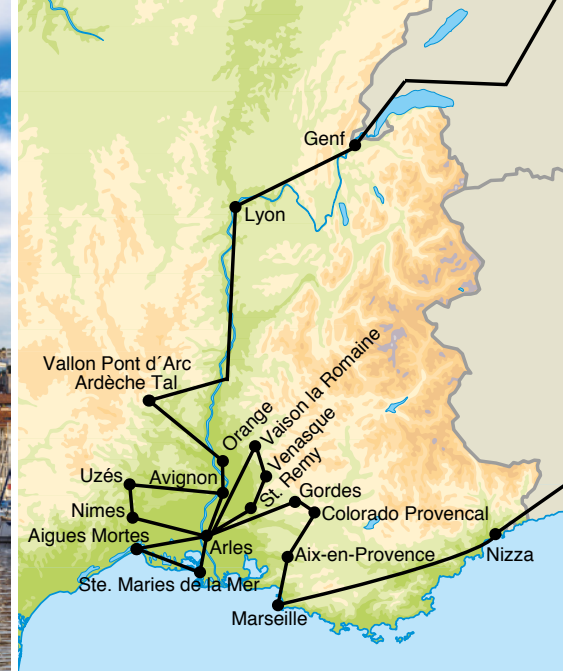 Genf
Lyon
Vallon Pont d´Arc
Ardèche Tal
Orange
Vaison la Romaine
Venasque
St. Remy
Uzés
Avignon
Gordes
Nimes
Colorado Provencal
Aigues Mortes
Arles
Aix-en-Provence
Nizza
Ste. Maries de la Mer
Marseille